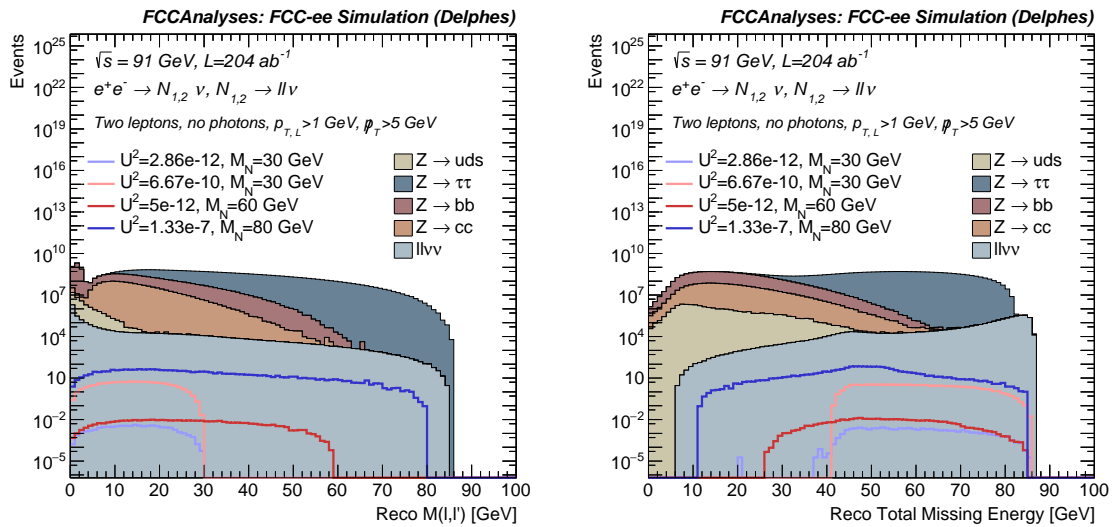 FCCAnalyses: FCC-ee Simulation (Delphes)
Events
10²⁵
10²²
10¹⁹
10¹⁶
10¹³
10¹⁰
10⁷
10⁴
10
10⁻²
10⁻⁵
√s = 91 GeV, L=204 ab⁻¹
e⁺e⁻ → N₁,₂ ν, N₁,₂ → llν
Two leptons, no photons, p_T,L >1 GeV, p̸_T>5 GeV
U²=2.86e-12, M_N=30 GeV
U²=6.67e-10, M_N=30 GeV
U²=5e-12, M_N=60 GeV
U²=1.33e-7, M_N=80 GeV
Z → uds
Z → ττ
Z → bb
Z → cc
llνν
0 10 20 30 40 50 60 70 80 90 100
Reco M(l,l') [GeV]
FCCAnalyses: FCC-ee Simulation (Delphes)
Events
10²⁵
10²²
10¹⁹
10¹⁶
10¹³
10¹⁰
10⁷
10⁴
10
10⁻²
10⁻⁵
√s = 91 GeV, L=204 ab⁻¹
e⁺e⁻ → N₁,₂ ν, N₁,₂ → llν
Two leptons, no photons, p_T,L >1 GeV, p̸_T>5 GeV
U²=2.86e-12, M_N=30 GeV
U²=6.67e-10, M_N=30 GeV
U²=5e-12, M_N=60 GeV
U²=1.33e-7, M_N=80 GeV
Z → uds
Z → ττ
Z → bb
Z → cc
llνν
0 10 20 30 40 50 60 70 80 90 100
Reco Total Missing Energy [GeV]